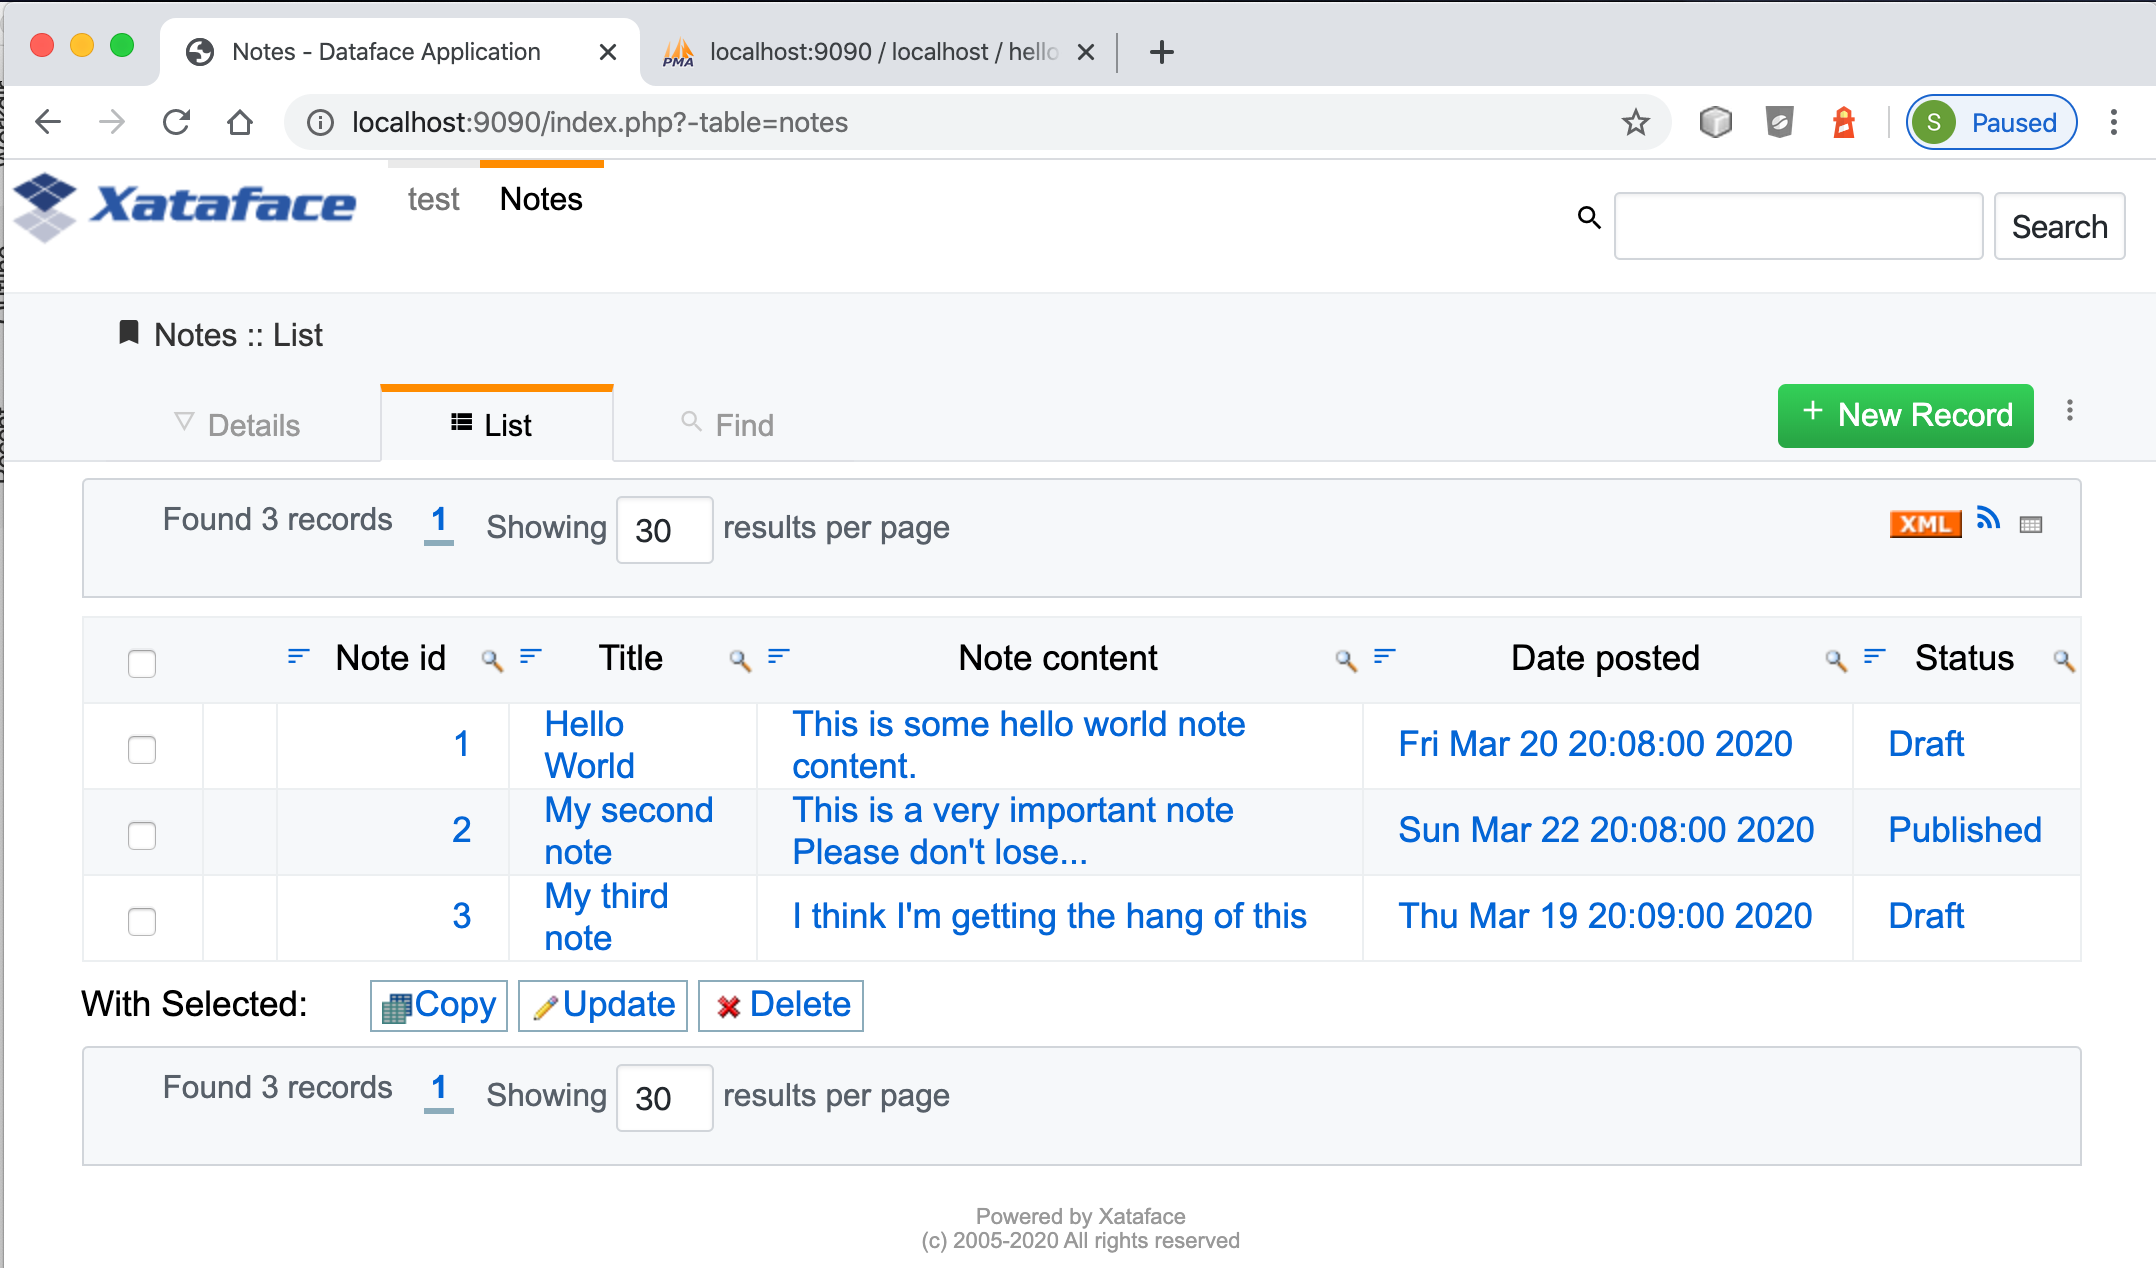 Notes - Dataface Application
localhost:9090 / localhost / hello
localhost:9090/index.php?-table=notes
S Paused
Xataface
test Notes
Search
Notes :: List
Details List Find
+ New Record
Found 3 records 1 Showing 30 results per page
XML
Note id Title Note content Date posted Status
1 Hello World This is some hello world note content. Fri Mar 20 20:08:00 2020 Draft
2 My second note This is a very important note Please don't lose... Sun Mar 22 20:08:00 2020 Published
3 My third note I think I'm getting the hang of this Thu Mar 19 20:09:00 2020 Draft
With Selected: Copy Update Delete
Found 3 records 1 Showing 30 results per page
Powered by Xataface
(c) 2005-2020 All rights reserved